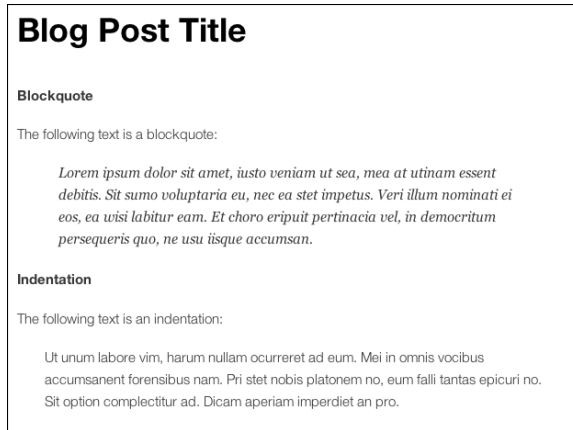 Blog Post Title
Blockquote
The following text is a blockquote:
Lorem ipsum dolor sit amet, iusto veniam ut sea, mea at utinam essent
debitis. Sit sumo voluptaria eu, nec ea stet impetus. Veri illum nominati ei
eos, ea wisi labitur eam. Et choro eripuit pertinacia vel, in democritum
persequeris quo, ne usu iisque accumsan.
Indentation
The following text is an indentation:
Ut unum labore vim, harum nullam ocurreret ad eum. Mei in omnis vocibus
accumsanent forensibus nam. Pri stet nobis platonem no, eum falli tantas epicuri no.
Sit option complectitur ad. Dicam aperiam imperdiet an pro.